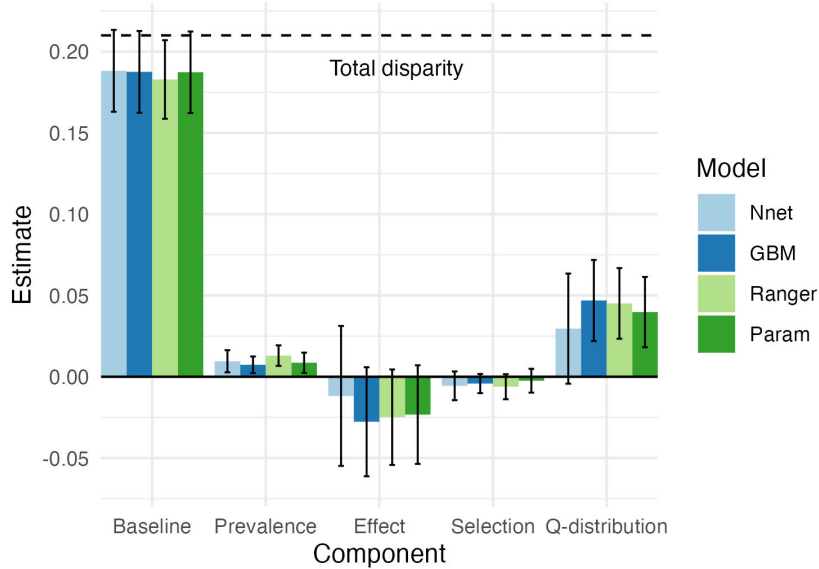 0.20
0.15
0.10
0.05
0.00
-0.05
Estimate
Total disparity
Baseline
Prevalence
Effect
Selection
Q-distribution
Component
Model
Nnet
GBM
Ranger
Param